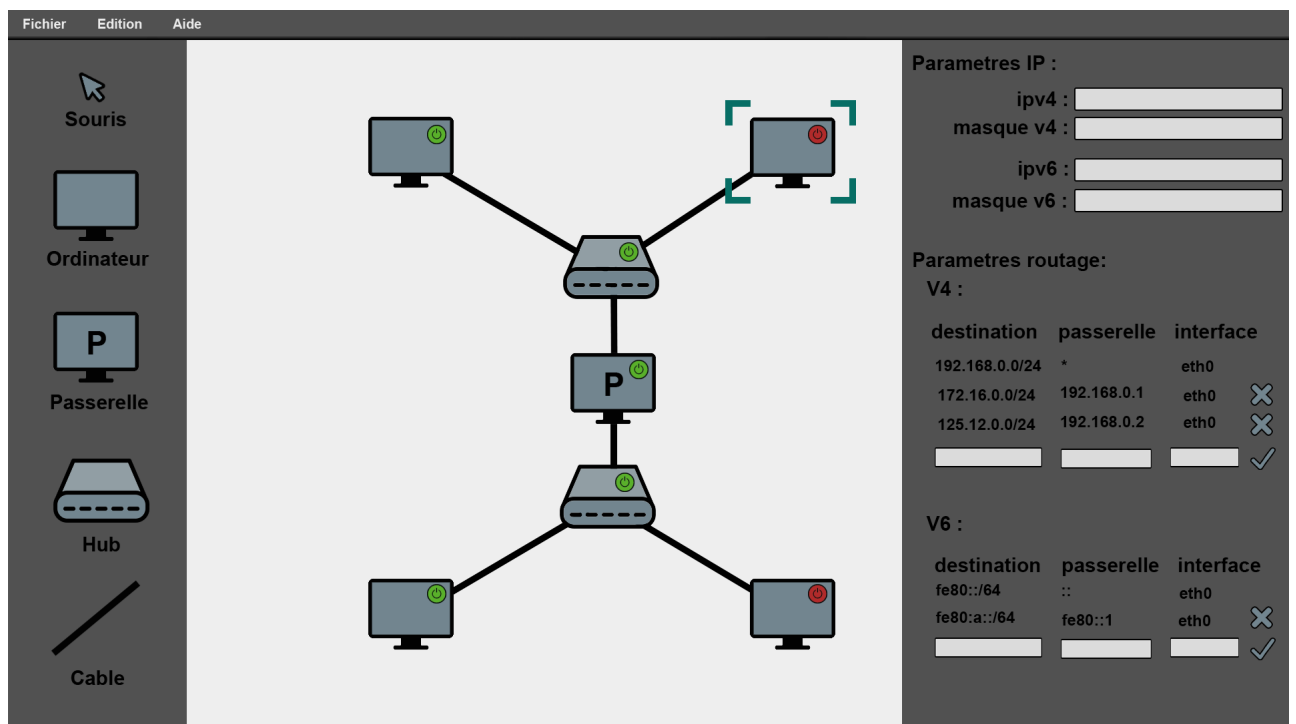 Fichier Edition Aide
Souris
Ordinateur
P
Passerelle
Hub
Cable
P
Parametres IP :
ipv4 :
masque v4 :
ipv6 :
masque v6 :
Parametres routage:
V4 :
destination passerelle interface
192.168.0.0/24 * eth0
172.16.0.0/24 192.168.0.1 eth0
125.12.0.0/24 192.168.0.2 eth0
V6 :
destination passerelle interface
fe80::/64 :: eth0
fe80:a::/64 fe80::1 eth0